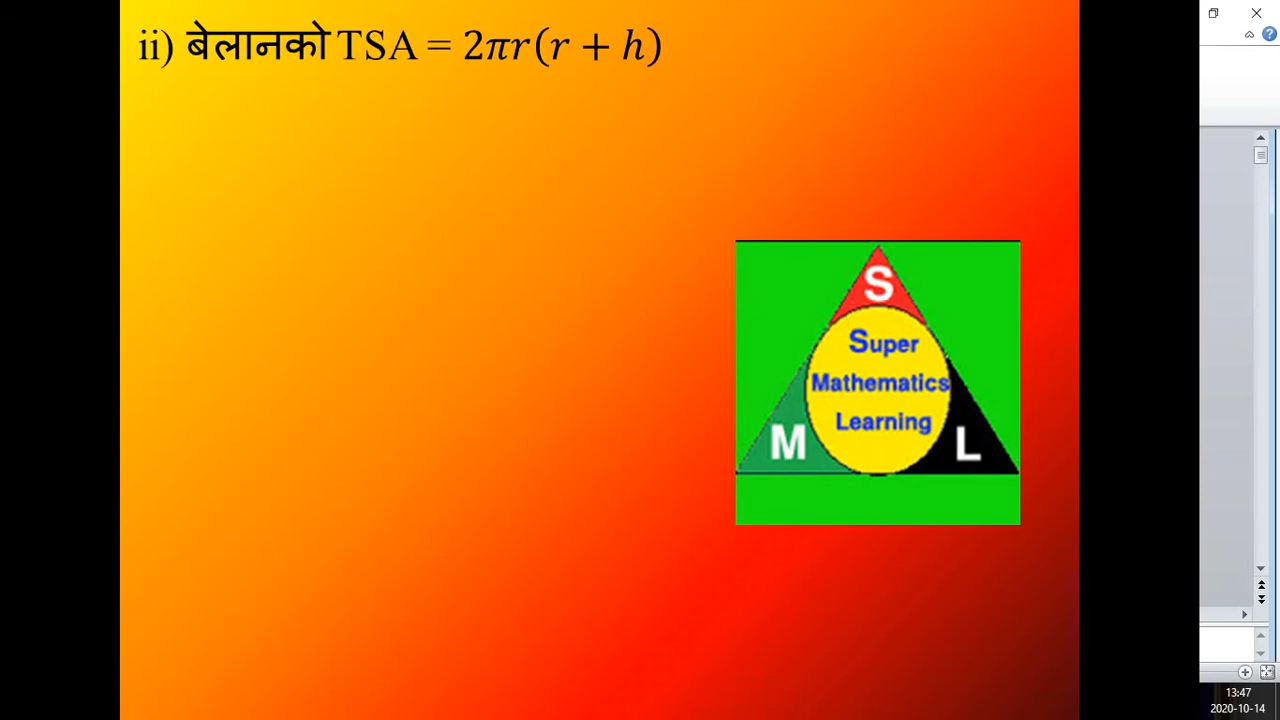 ii) बेलानको TSA = 2πr(r + h)
S
Super
Mathematics
Learning
M
L
13:47
2020-10-14